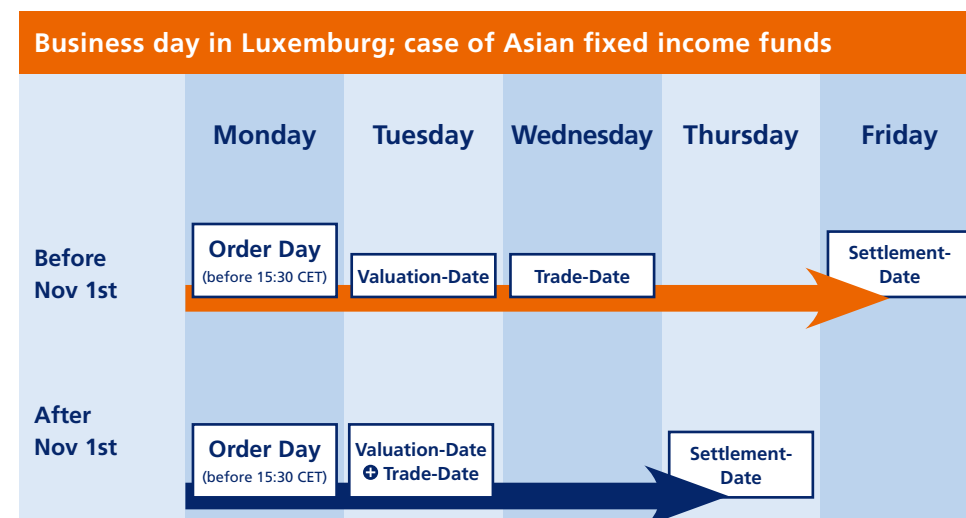 Business day in Luxemburg; case of Asian fixed income funds
Monday Tuesday Wednesday Thursday Friday
Before
Nov 1st
Order Day
(before 15:30 CET)
Valuation-Date
Trade-Date
Settlement-
Date
After
Nov 1st
Order Day
(before 15:30 CET)
Valuation-Date
+ Trade-Date
Settlement-
Date